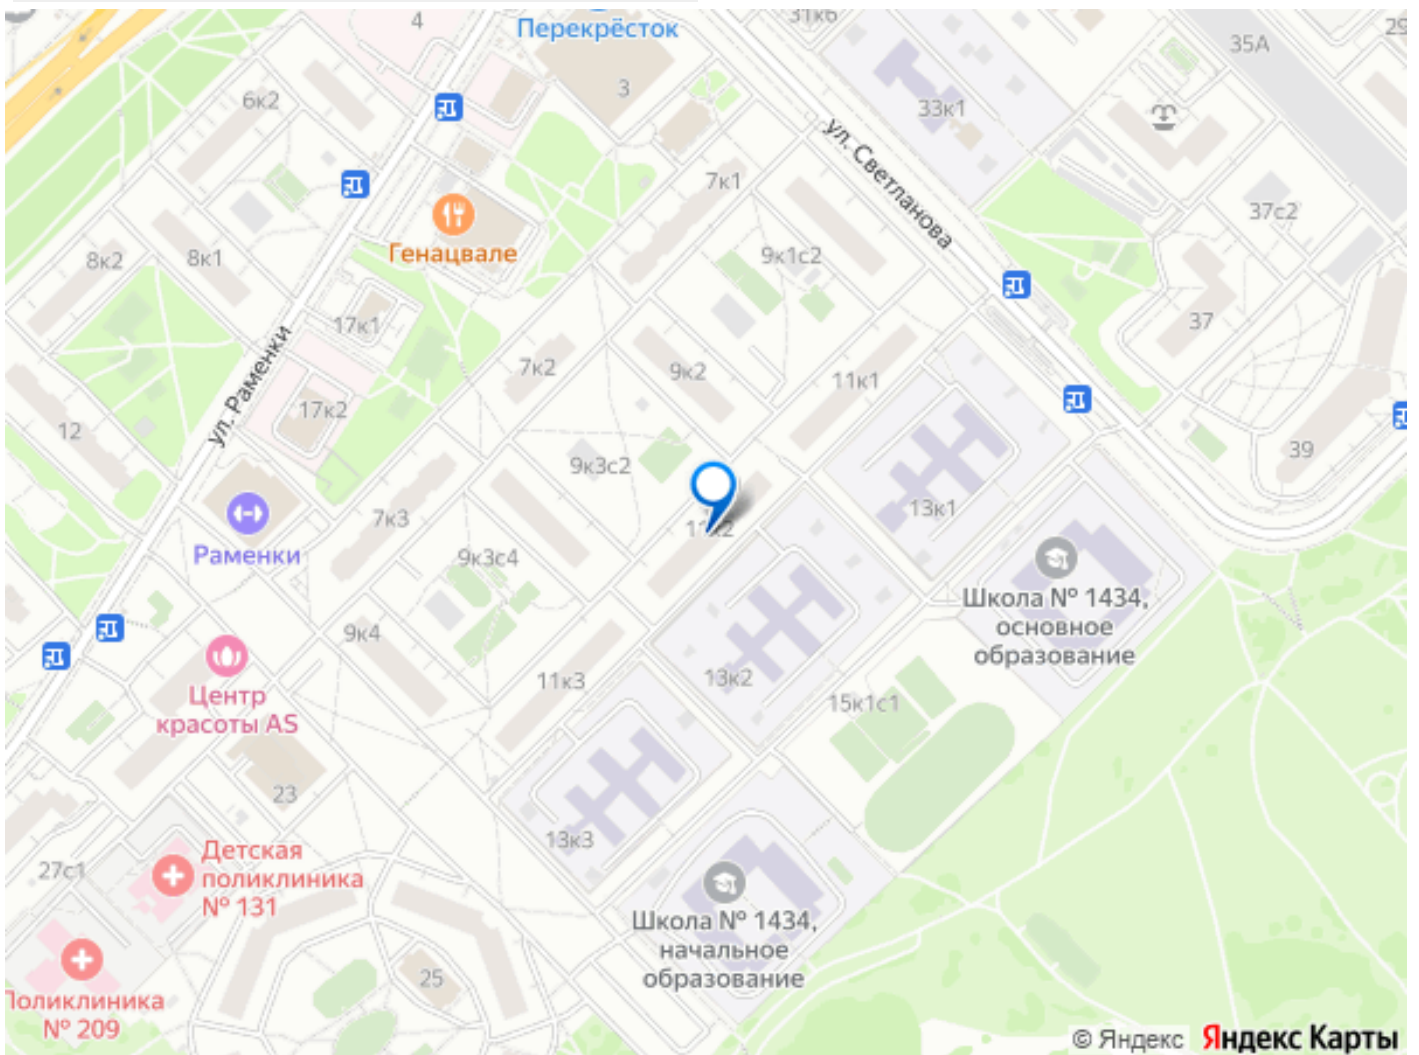 4
Перекрёсток
31к6
35А
29
6к2
3
33к1
ул. Светланова
7к1
37с2
Генацвале
9к1с2
8к2
8к1
17к1
37
ул. Раменки
7к2
9к2
11к1
17к2
12
39
9к3с2
7к3
13к1
11к2
Раменки
9к3с4
Школа № 1434,
основное
образование
9к4
11к3
13к2
15к1с1
Центр
красоты AS
23
13к3
Детская
поликлиника
№ 131
27с1
Школа № 1434,
начальное
образование
25
Поликлиника
№ 209
© Яндекс Яндекс Карты